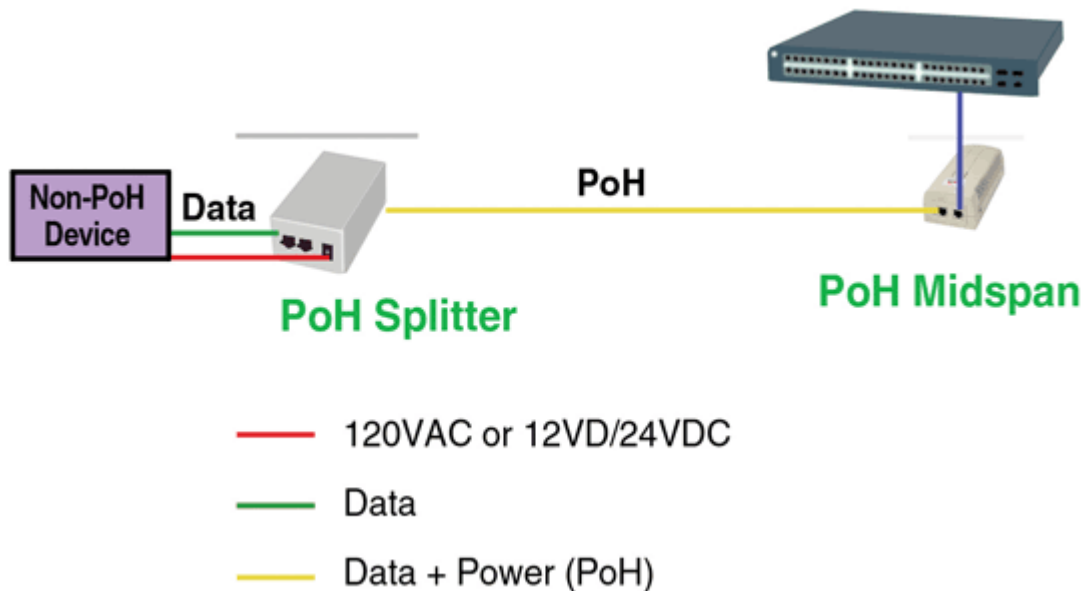 Non-PoH
Device
Data
PoH
PoH Splitter
PoH Midspan
120VAC or 12VD/24VDC
Data
Data + Power (PoH)